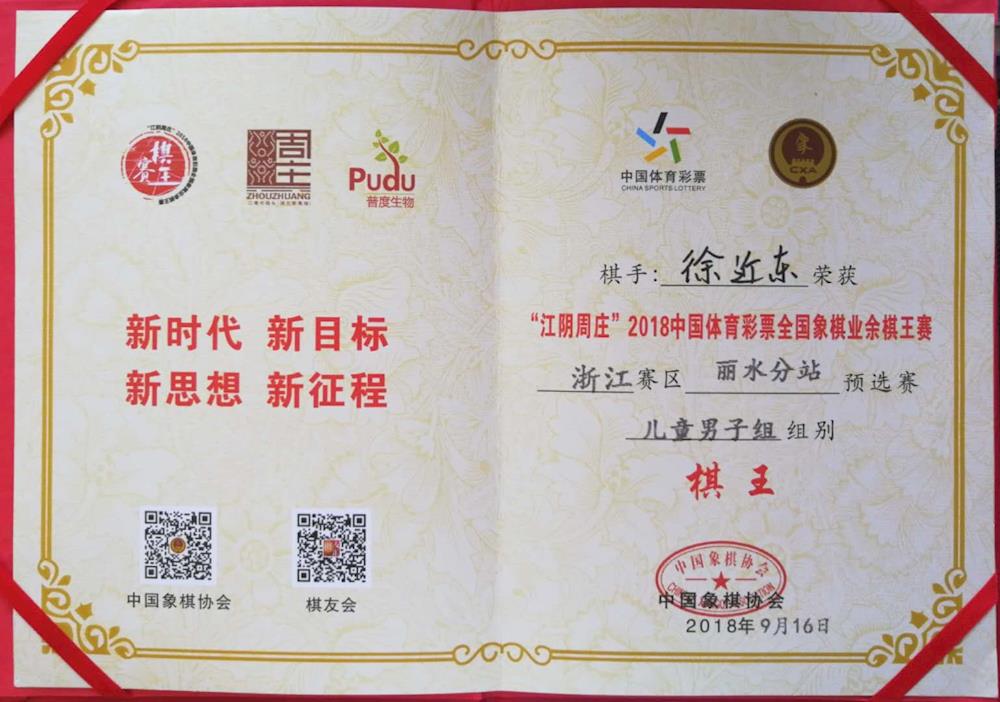 棋王
赛
周庄
ZHOUZHUANG
Pudu
普度生物
新时代 新目标
新思想 新征程
中国象棋协会
棋友会
中国体育彩票
CHINA SPORTS LOTTERY
象
CXA
棋手:徐近东荣获
“江阴周庄”2018中国体育彩票全国象棋业余棋王赛
浙江赛区丽水分站预选赛
儿童男子组组别
棋王
中国象棋协会
中国象棋协会
2018年9月16日